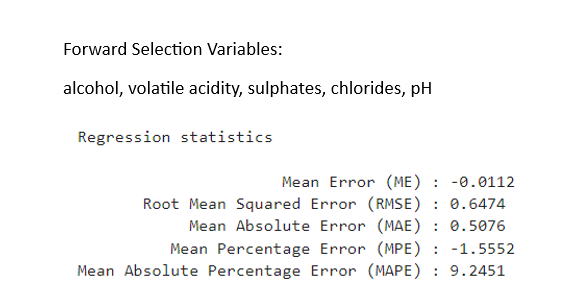 Forward Selection Variables:
alcohol, volatile acidity, sulphates, chlorides, pH
Regression statistics
Mean Error (ME) : -0.0112
Root Mean Squared Error (RMSE) : 0.6474
Mean Absolute Error (MAE) : 0.5076
Mean Percentage Error (MPE) : -1.5552
Mean Absolute Percentage Error (MAPE) : 9.2451